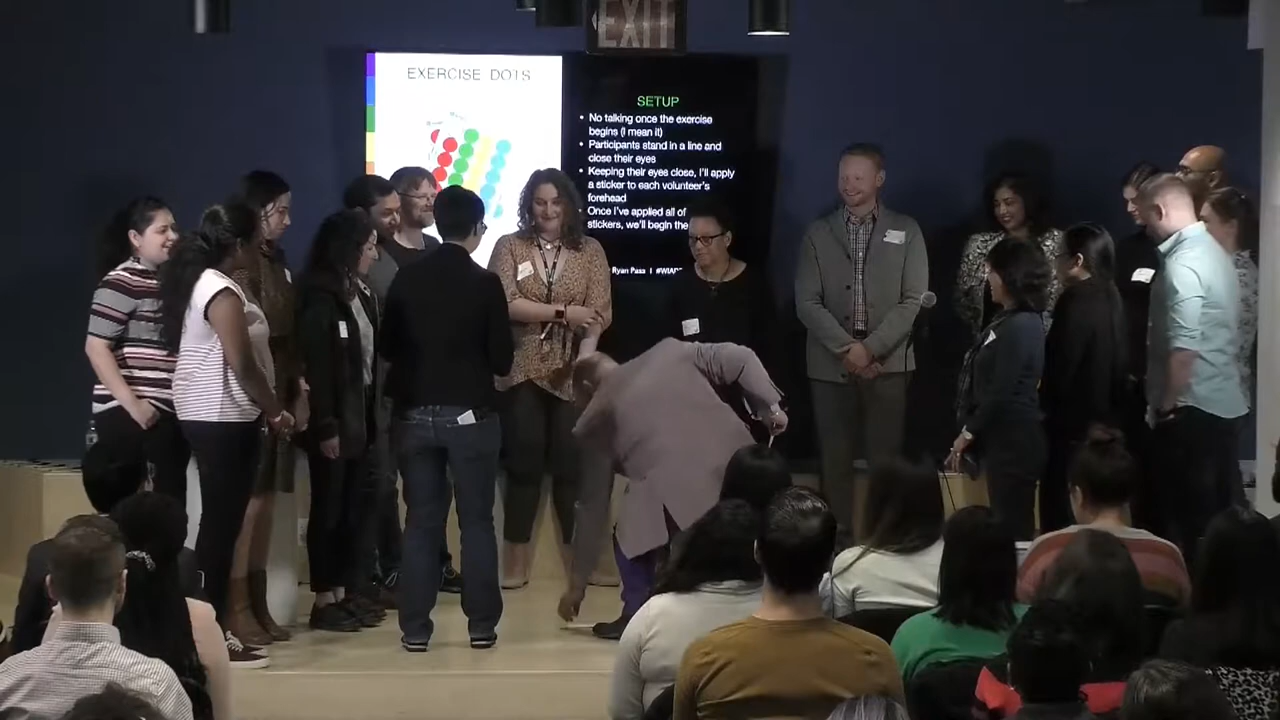 EXIT
EXERCISE DOTS
SETUP
• No talking once the exercise
begins (I mean it)
• Participants stand in a line and
close their eyes
• Keeping their eyes close, I'll apply
a sticker to each volunteer's
forehead
• Once I've applied all of
stickers, we'll begin the
Ryan Pasa I